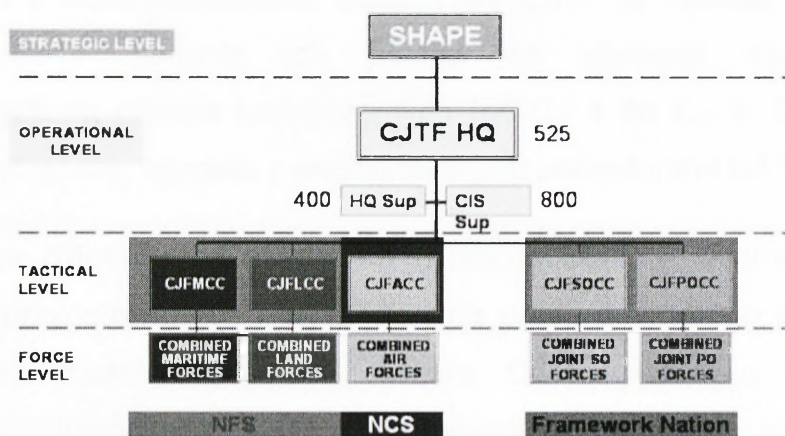 STRATEGIC LEVEL
SHAPE
OPERATIONAL
LEVEL
CJTF HQ
525
400
HQ Sup
CIS
Sup
800
TACTICAL
LEVEL
CJFMCC
CJFLCC
CJFACC
CJFSOCC
CJFPOCC
FORCE
LEVEL
COMBINED
MARITIME
FORCES
COMBINED
LAND
FORCES
COMBINED
AIR
FORCES
COMBINED
JOINT SO
FORCES
COMBINED
JOINT PO
FORCES
NFS
NCS
Framework Nation